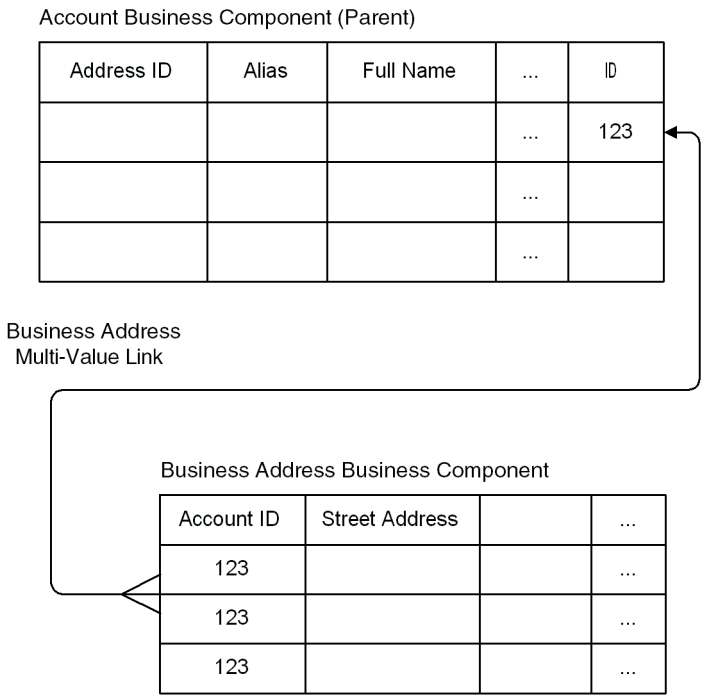 Account Business Component (Parent)
Address ID Alias Full Name ... ID
... 123
...
...
Business Address
Multi-Value Link
Business Address Business Component
Account ID Street Address ...
123 ...
123 ...
123 ...